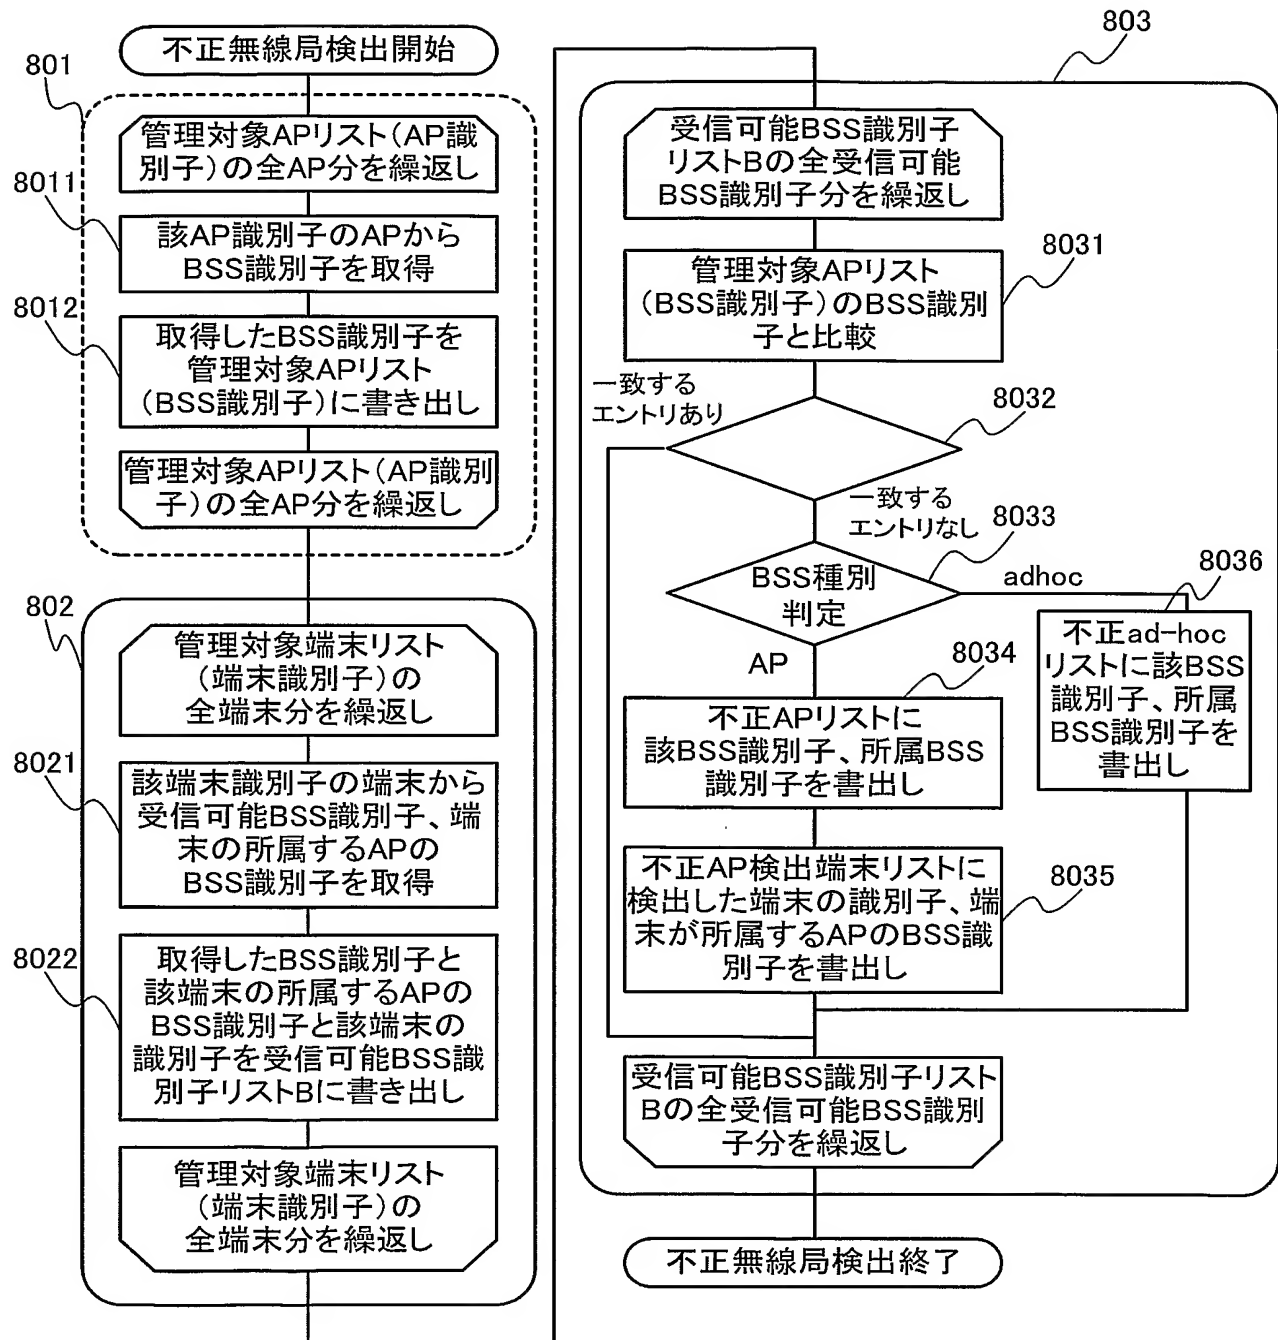 不正無線局検出開始
801
管理対象APリスト(AP識
別子)の全AP分を繰返し
8011
該AP識別子のAPから
BSS識別子を取得
8012
取得したBSS識別子を
管理対象APリスト
(BSS識別子)に書き出し
管理対象APリスト(AP識別
子)の全AP分を繰返し
802
管理対象端末リスト
(端末識別子)の
全端末分を繰返し
8021
該端末識別子の端末から
受信可能BSS識別子、端
末の所属するAPの
BSS識別子を取得
8022
取得したBSS識別子と
該端末の所属するAPの
BSS識別子と該端末の
識別子を受信可能BSS識
別子リストBに書き出し
管理対象端末リスト
(端末識別子)の
全端末分を繰返し
803
受信可能BSS識別子
リストBの全受信可能
BSS識別子分を繰返し
8031
管理対象APリスト
(BSS識別子)のBSS識別
子と比較
一致する
エントリあり
8032
一致する
エントリなし
8033
BSS種別
判定
adhoc
8036
不正ad-hoc
リストに該BSS
識別子、所属
BSS識別子を
書出し
AP
8034
不正APリストに
該BSS識別子、所属BSS
識別子を書出し
8035
不正AP検出端末リストに
検出した端末の識別子、端
末が所属するAPのBSS識
別子を書出し
受信可能BSS識別子リスト
Bの全受信可能BSS識別
子分を繰返し
不正無線局検出終了